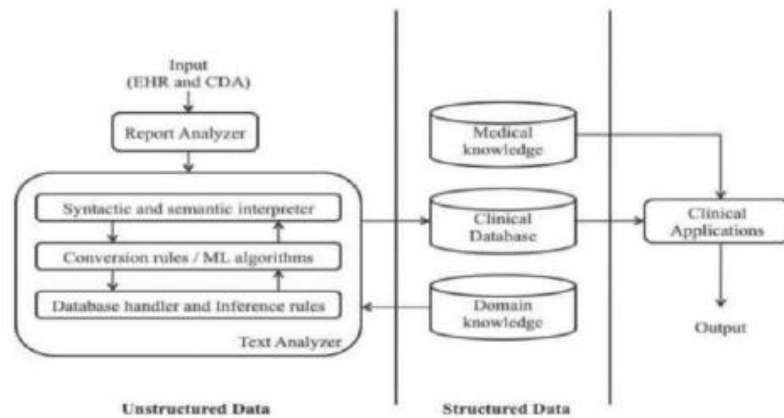 Input
(EHR and CDA)
Report Analyzer
Syntactic and semantic interpreter
Conversion rules / ML algorithms
Database handler and Inference rules
Text Analyzer
Unstructured Data
Medical
knowledge
Clinical
Database
Domain
knowledge
Structured Data
Clinical
Applications
Output